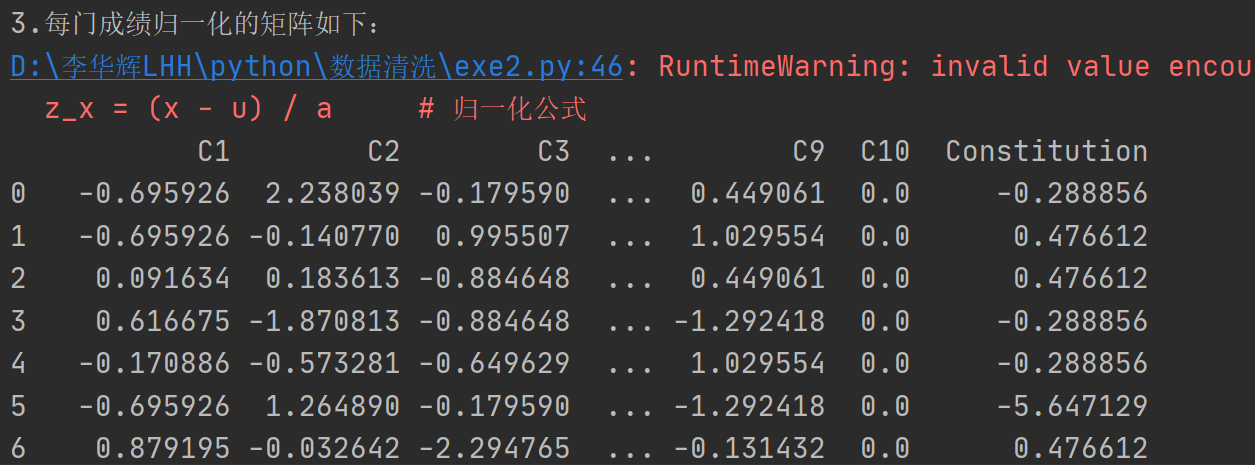 3.每门成绩归一化的矩阵如下:
D:\李华辉LHH\python\数据清洗\exe2.py:46: RuntimeWarning: invalid value encou
z_x = (x - u) / a # 归一化公式
C1 C2 C3 ... C9 C10 Constitution
0 -0.695926 2.238039 -0.179590 ... 0.449061 0.0 -0.288856
1 -0.695926 -0.140770 0.995507 ... 1.029554 0.0 0.476612
2 0.091634 0.183613 -0.884648 ... 0.449061 0.0 0.476612
3 0.616675 -1.870813 -0.884648 ... -1.292418 0.0 -0.288856
4 -0.170886 -0.573281 -0.649629 ... 1.029554 0.0 -0.288856
5 -0.695926 1.264890 -0.179590 ... -1.292418 0.0 -5.647129
6 0.879195 -0.032642 -2.294765 ... -0.131432 0.0 0.476612